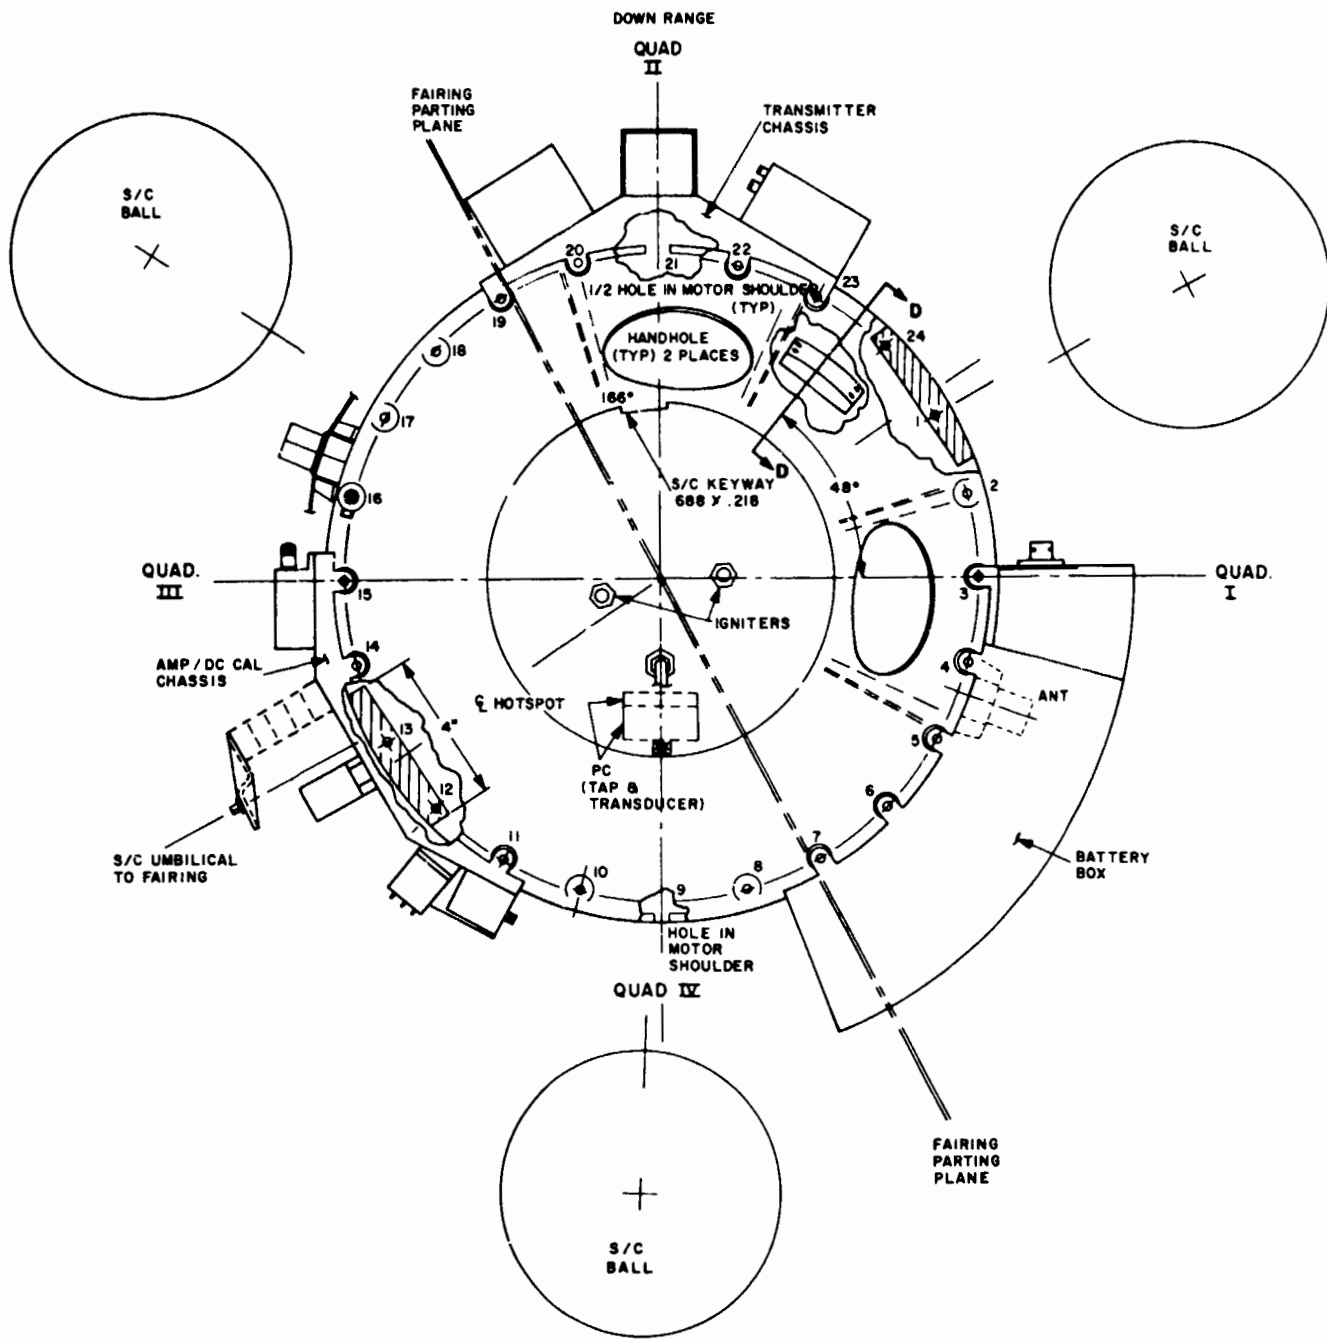 DOWN RANGE
QUAD
II
FAIRING
PARTING
PLANE
TRANSMITTER
CHASSIS
S/C
BALL
S/C
BALL
20
21
22
23
1/2 HOLE IN MOTOR SHOULDER
(TYP)
19
D
24
HANDHOLE
(TYP) 2 PLACES
18
166°
17
1
D
S/C KEYWAY
688 X .218
48°
2
16
QUAD.
III
15
3
QUAD.
I
IGNITERS
14
4
AMP/DC CAL
CHASSIS
ANT
℄ HOTSPOT
4"
13
5
PC
(TAP &
TRANSDUCER)
12
6
11
7
S/C UMBILICAL
TO FAIRING
BATTERY
BOX
10
9
8
HOLE IN
MOTOR
SHOULDER
QUAD IV
FAIRING
PARTING
PLANE
S/C
BALL